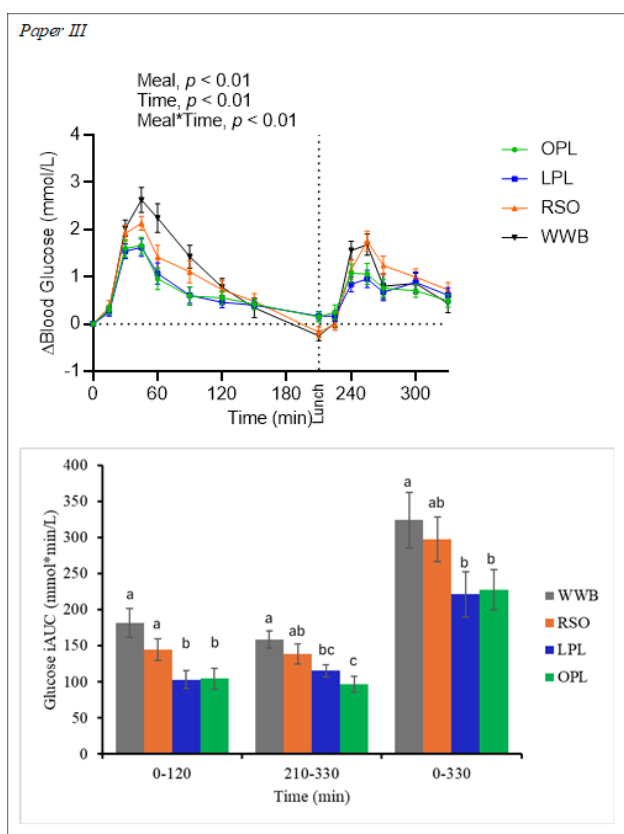 Paper III
Meal, p < 0.01
Time, p < 0.01
Meal*Time, p < 0.01
ΔBlood Glucose (mmol/L)
4
3
2
1
0
-1
0
60
120
180
240
300
Time (min)
Lunch
OPL
LPL
RSO
WWB
Glucose iAUC (mmol*min/L)
400
350
300
250
200
150
100
50
0
a
a
b
b
a
ab
bc
c
a
ab
b
b
0-120
210-330
0-330
Time (min)
WWB
RSO
LPL
OPL